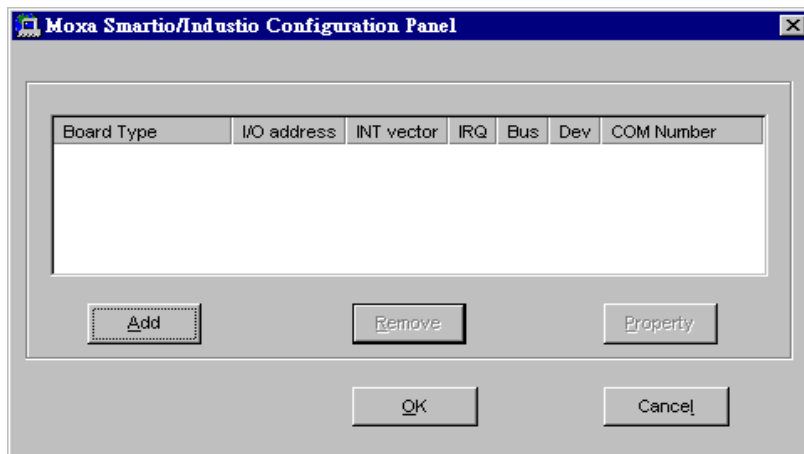 Moxa Smartio/Industio Configuration Panel
Board Type I/O address INT vector IRQ Bus Dev COM Number
Add Remove Property
OK Cancel